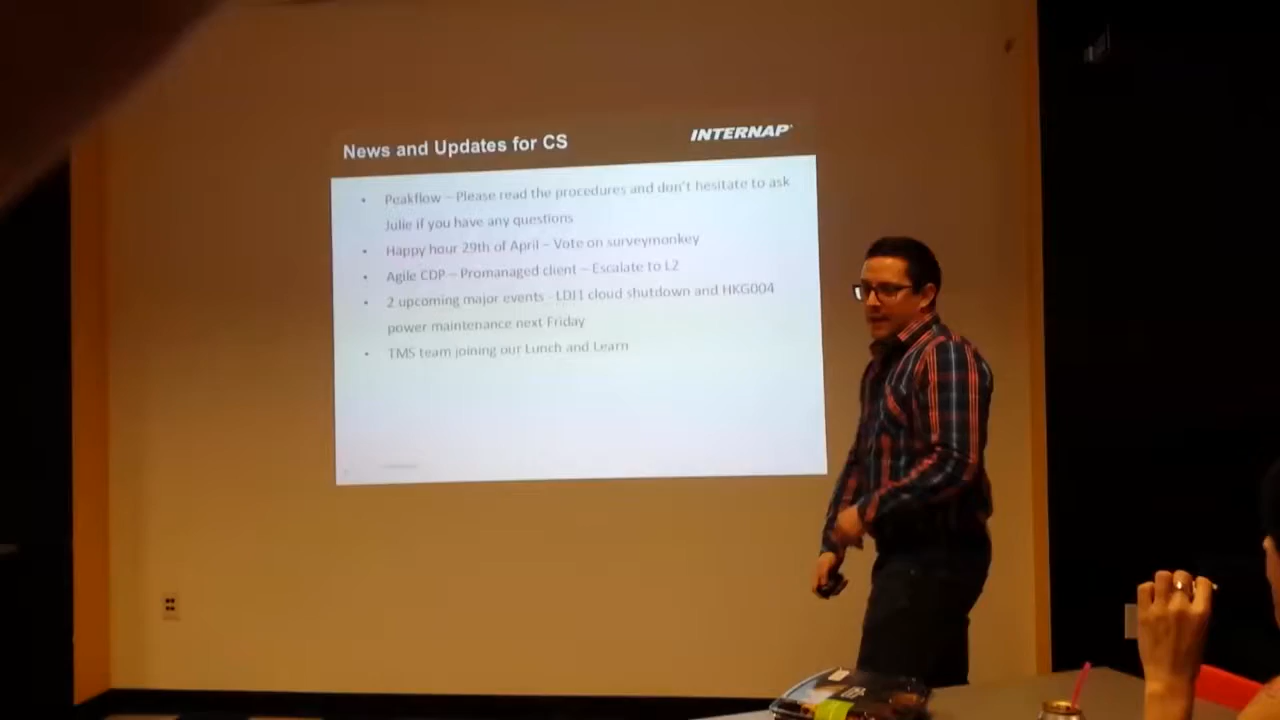 News and Updates for CS
INTERNAP
• Peakflow – Please read the procedures and don't hesitate to ask
Julie if you have any questions
• Happy hour 29th of April – Vote on surveymonkey
• Agile CDP – Promanaged client – Escalate to L2
• 2 upcoming major events - LDJ1 cloud shutdown and HKG004
power maintenance next Friday
• TMS team joining our Lunch and Learn